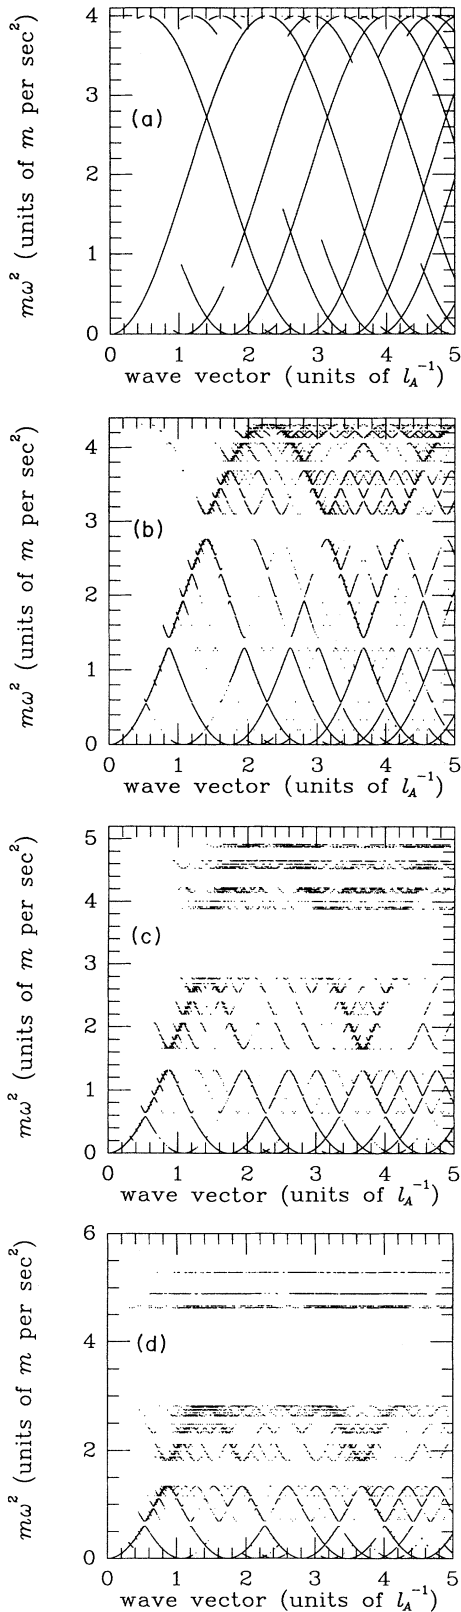 4
3
2
1
0
(a)
mω² (units of m per sec²)
0 1 2 3 4 5
wave vector (units of l_A⁻¹)
4
3
2
1
0
(b)
mω² (units of m per sec²)
0 1 2 3 4 5
wave vector (units of l_A⁻¹)
5
4
3
2
1
0
(c)
mω² (units of m per sec²)
0 1 2 3 4 5
wave vector (units of l_A⁻¹)
6
4
2
0
(d)
mω² (units of m per sec²)
0 1 2 3 4 5
wave vector (units of l_A⁻¹)